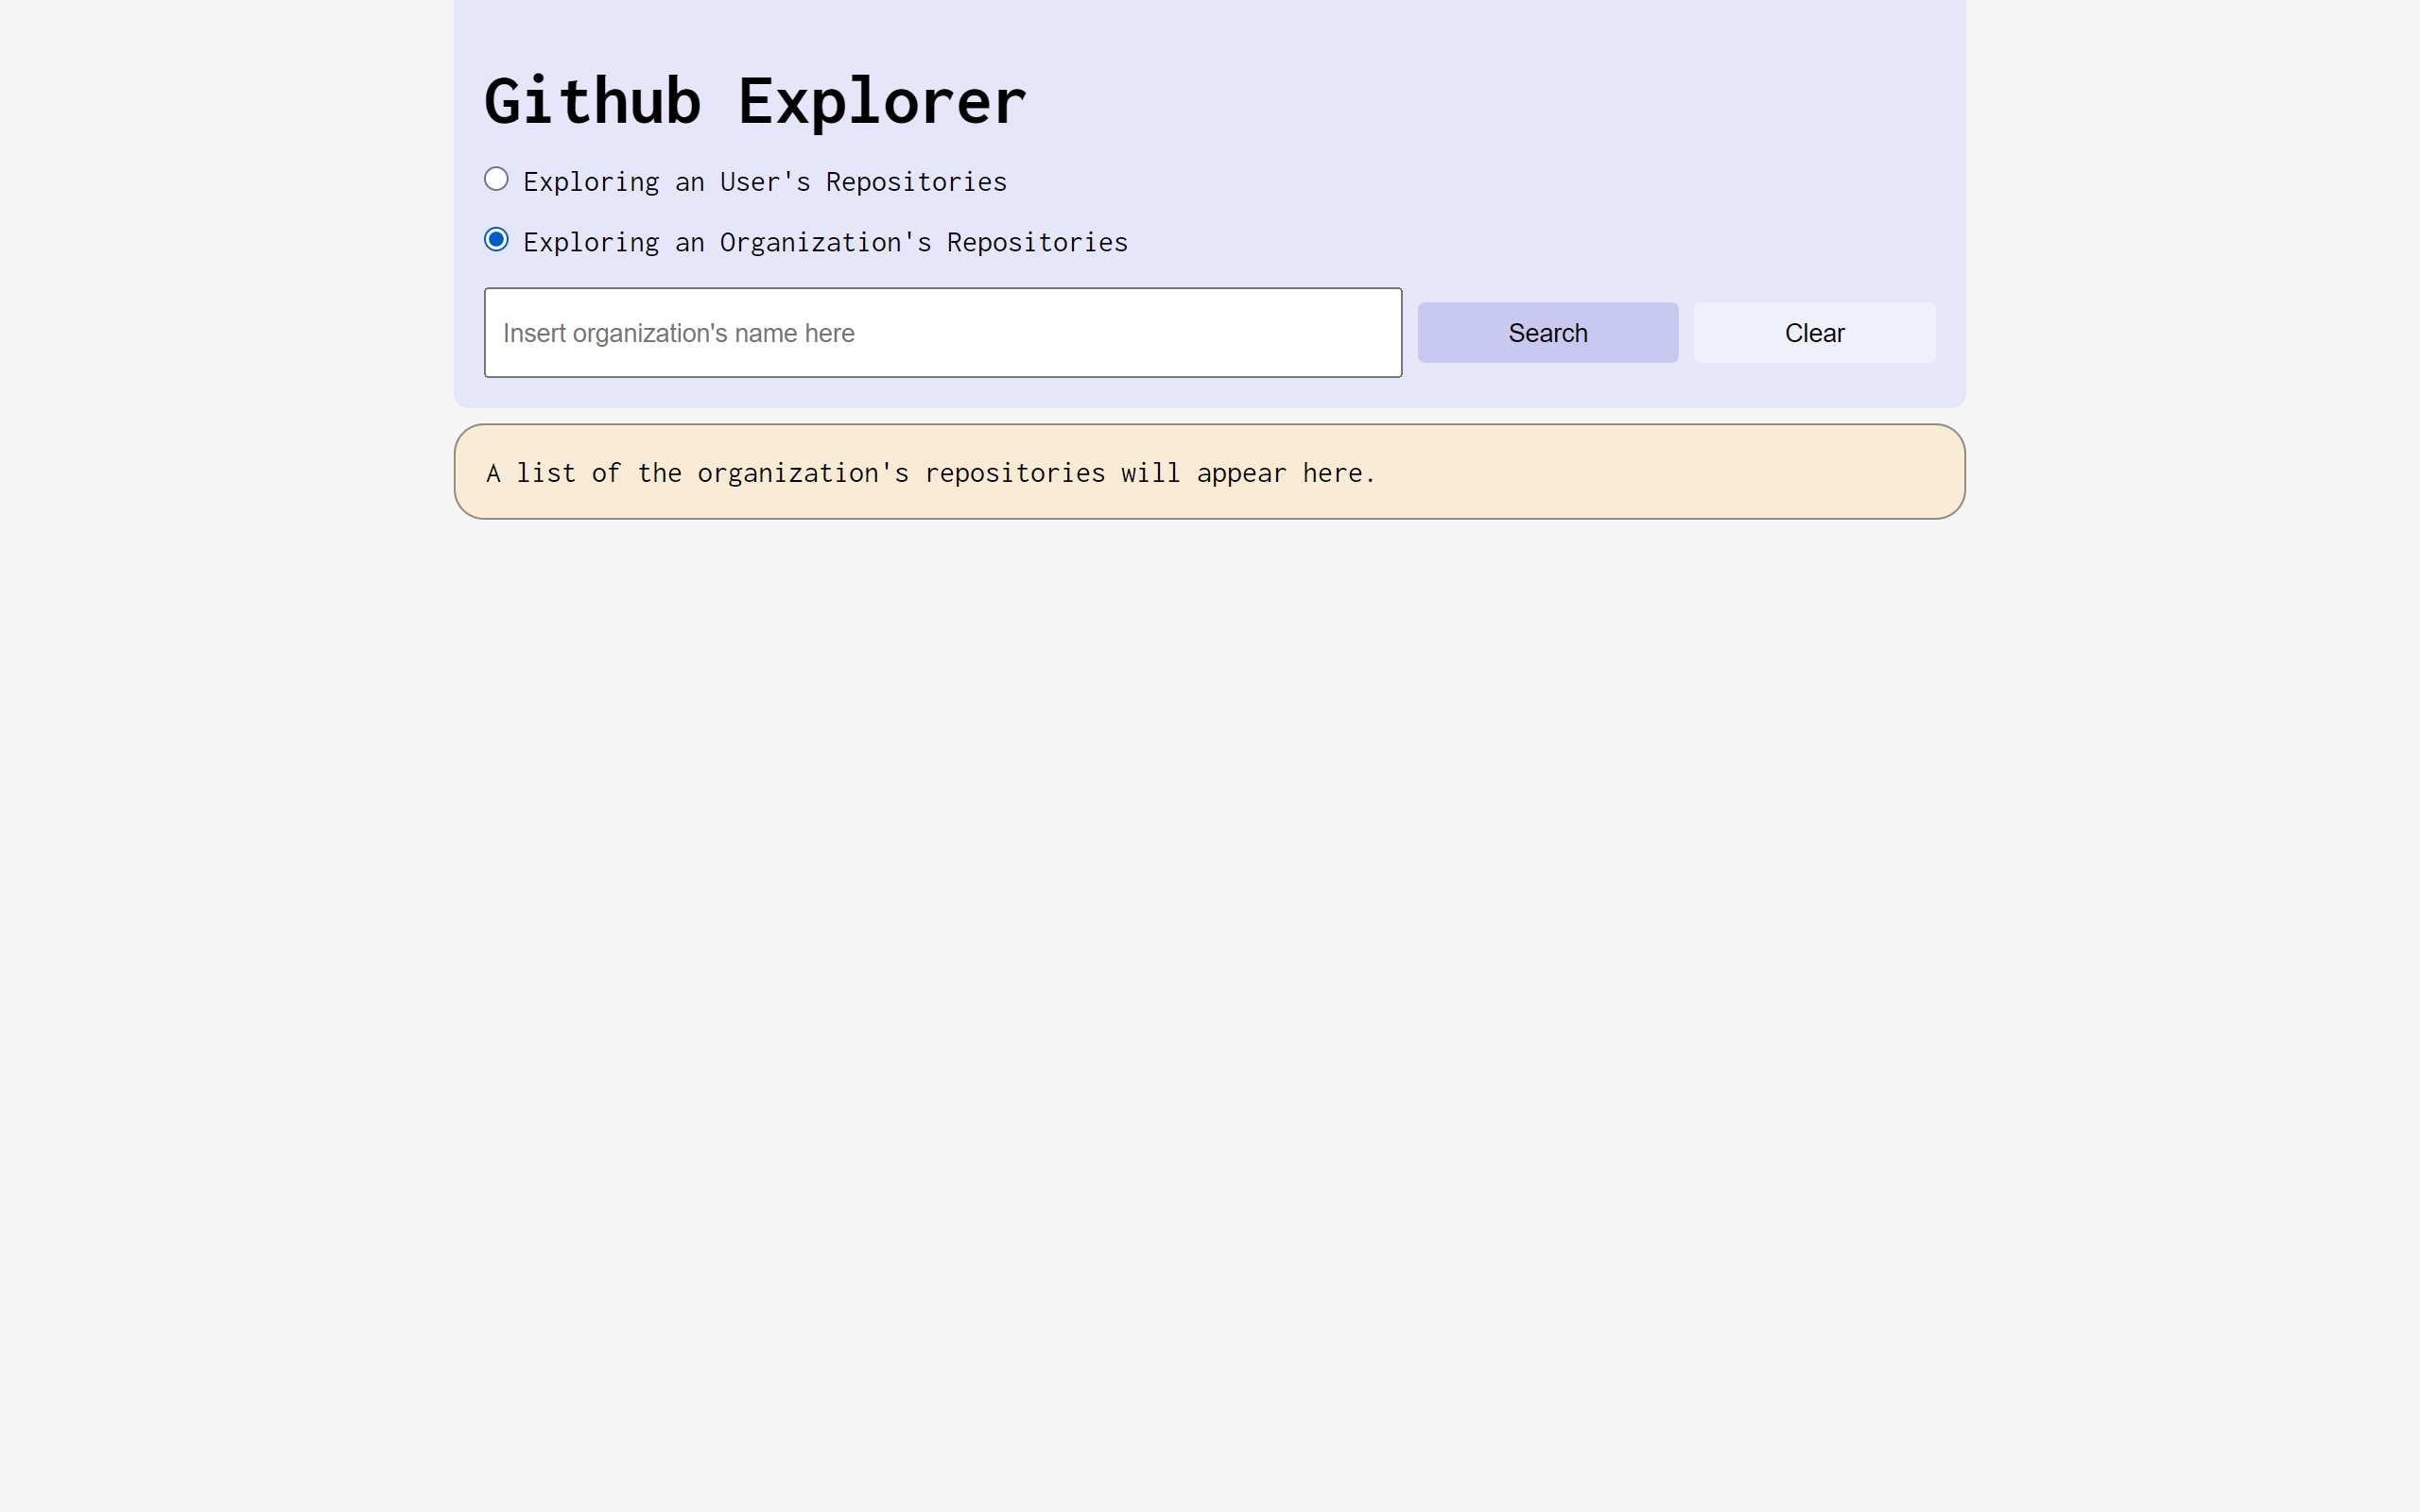 Github Explorer
Exploring an User's Repositories
Exploring an Organization's Repositories
Insert organization's name here
Search
Clear
A list of the organization's repositories will appear here.